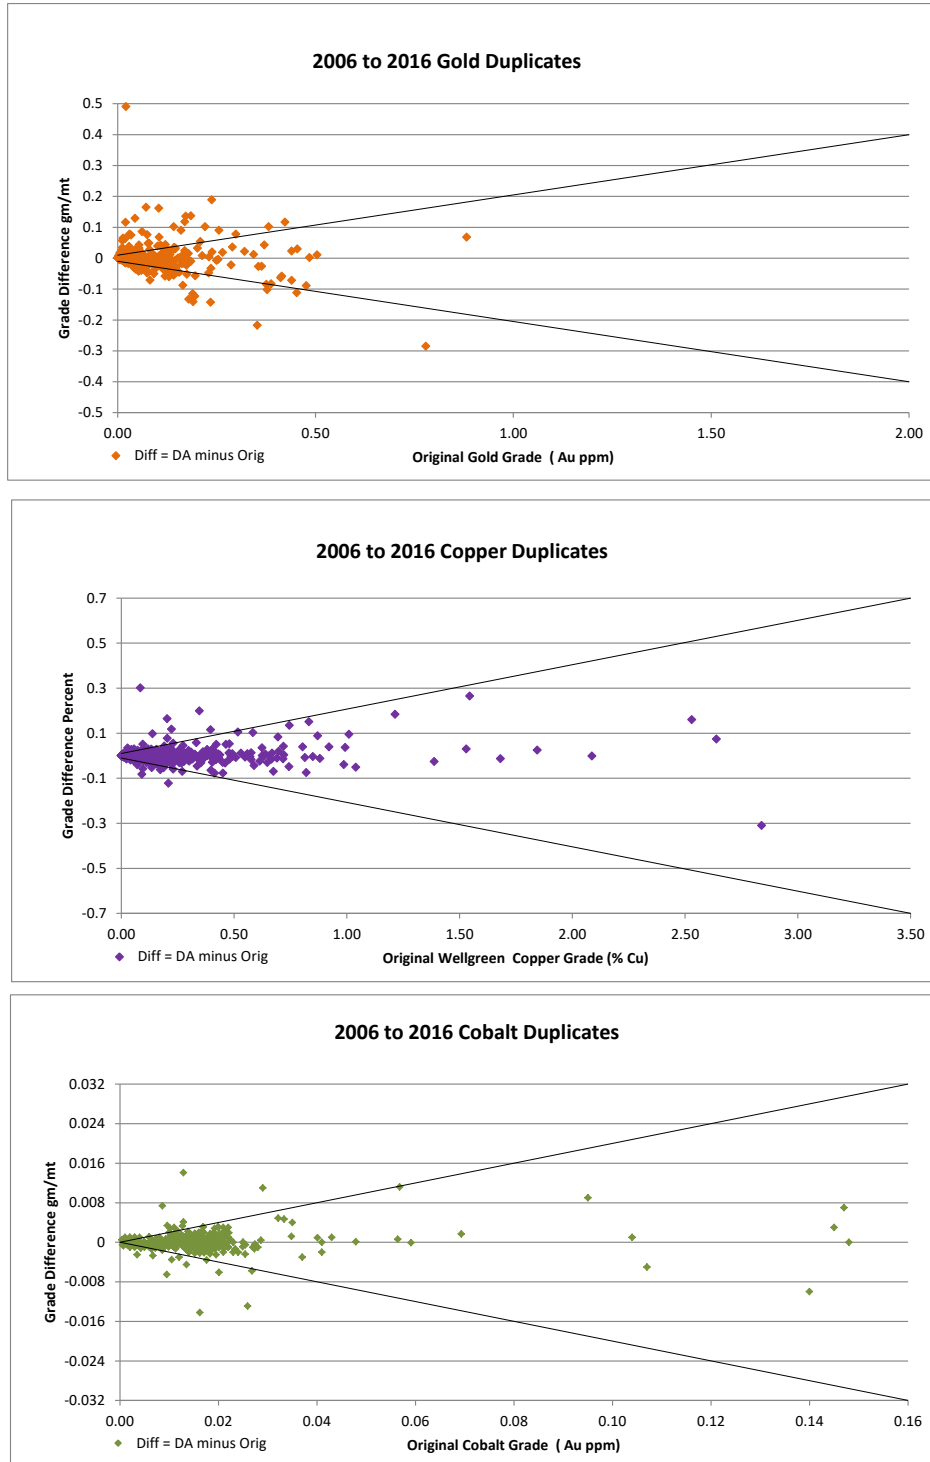 2006 to 2016 Gold Duplicates
Grade Difference gm/mt
0.5
0.4
0.3
0.2
0.1
0
-0.1
-0.2
-0.3
-0.4
-0.5
0.00 0.50 1.00 1.50 2.00
Diff = DA minus Orig
Original Gold Grade ( Au ppm)
2006 to 2016 Copper Duplicates
Grade Difference Percent
0.7
0.5
0.3
0.1
-0.1
-0.3
-0.5
-0.7
0.00 0.50 1.00 1.50 2.00 2.50 3.00 3.50
Diff = DA minus Orig
Original Wellgreen Copper Grade (% Cu)
2006 to 2016 Cobalt Duplicates
Grade Difference gm/mt
0.032
0.024
0.016
0.008
0
-0.008
-0.016
-0.024
-0.032
0.00 0.02 0.04 0.06 0.08 0.10 0.12 0.14 0.16
Diff = DA minus Orig
Original Cobalt Grade ( Au ppm)